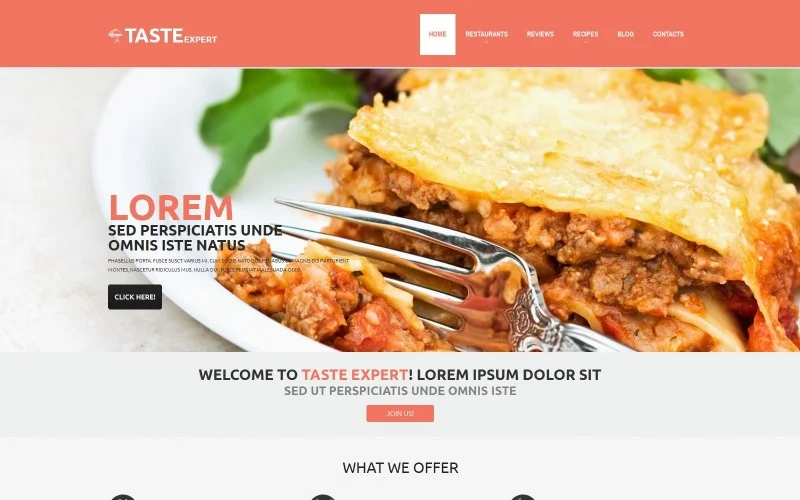 TASTE EXPERT
HOME RESTAURANTS REVIEWS RECIPES BLOG CONTACTS
LOREM
SED PERSPICIATIS UNDE
OMNIS ISTE NATUS
PHASELLUS PORTA. FUSCE SUSCT VARIUS MI. CUM SOCIIS NATOQUE PENATIBUS ET MAGNIS DIS PARTURIENT
MONTES, NASCETUR RIDICULUS MUS. NULLA DUI. FUSCE FEUGIAT MALESUADA ODIO.
CLICK HERE!
WELCOME TO TASTE EXPERT! LOREM IPSUM DOLOR SIT
SED UT PERSPICIATIS UNDE OMNIS ISTE
JOIN US!
WHAT WE OFFER